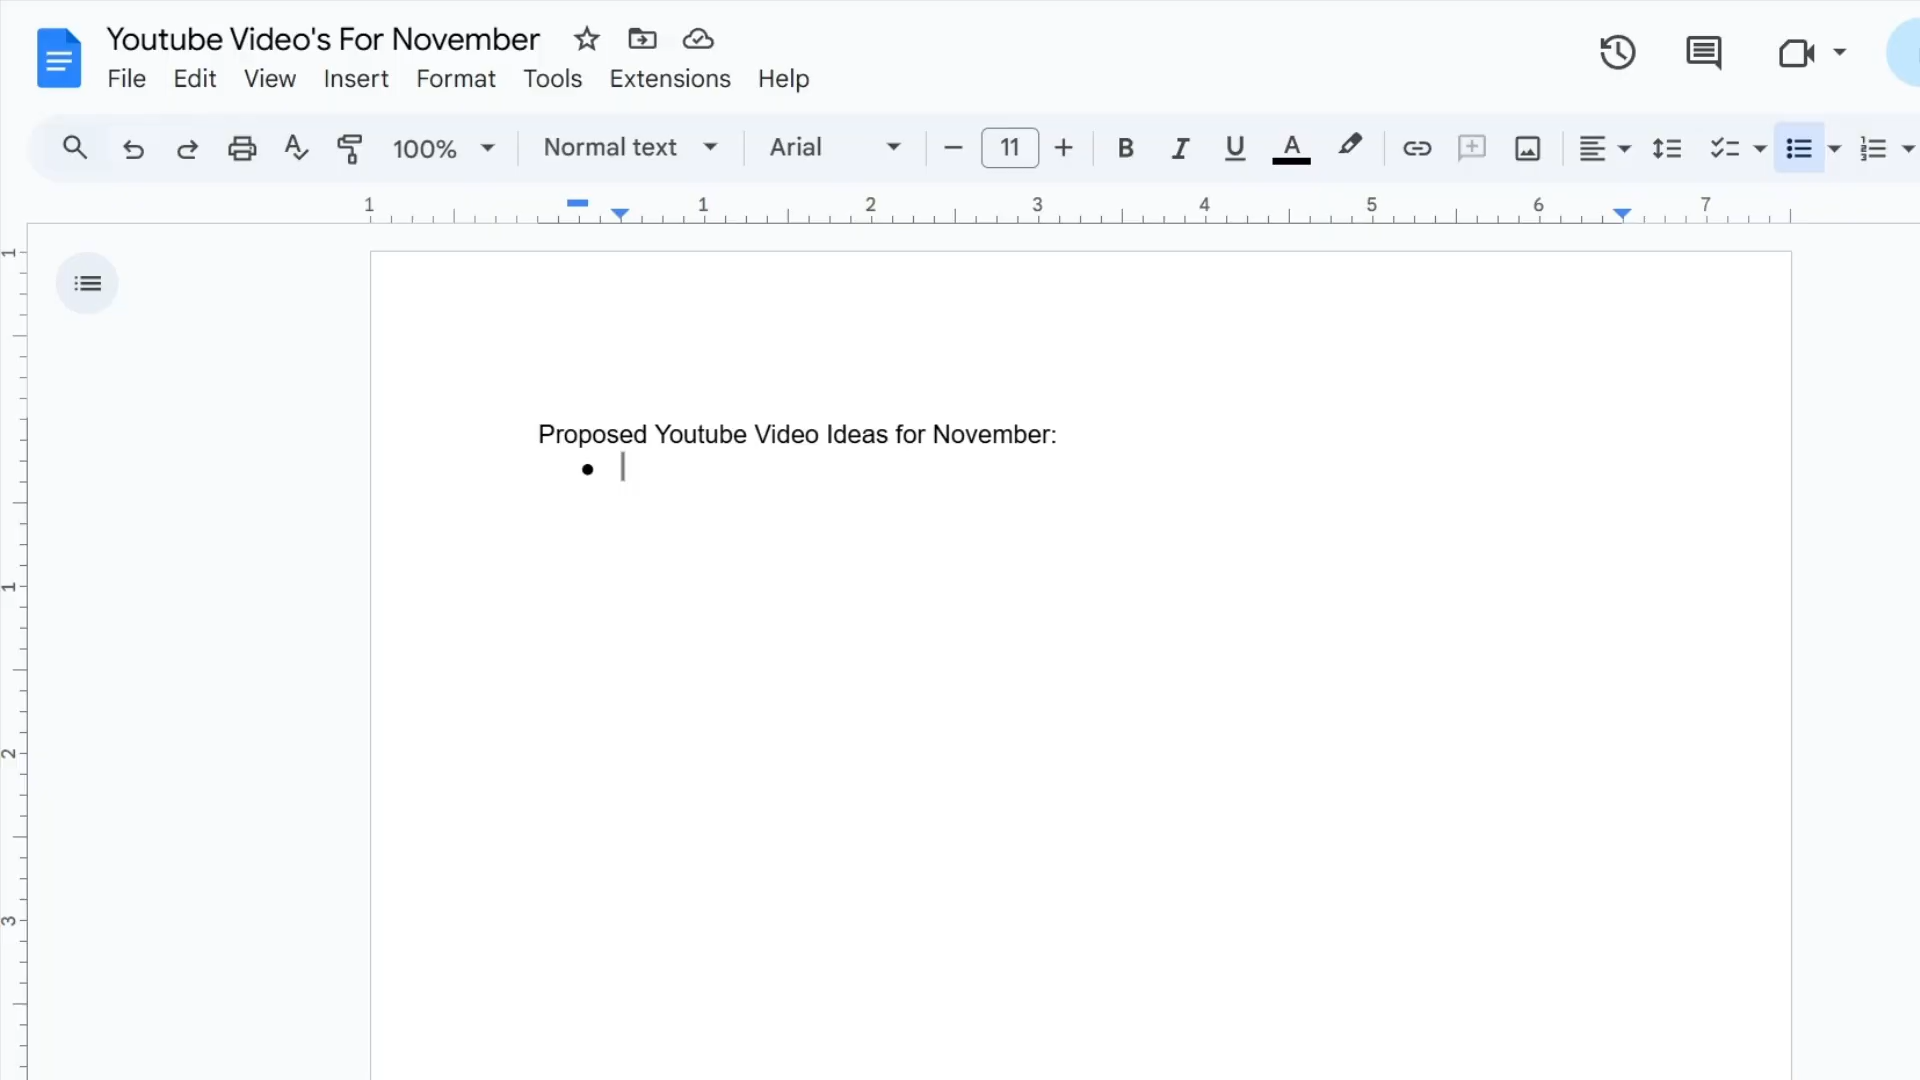 Youtube Video's For November
File Edit View Insert Format Tools Extensions Help
100% Normal text Arial 11
1 1 2 3 4 5 6 7
1
Proposed Youtube Video Ideas for November:
1
2
3